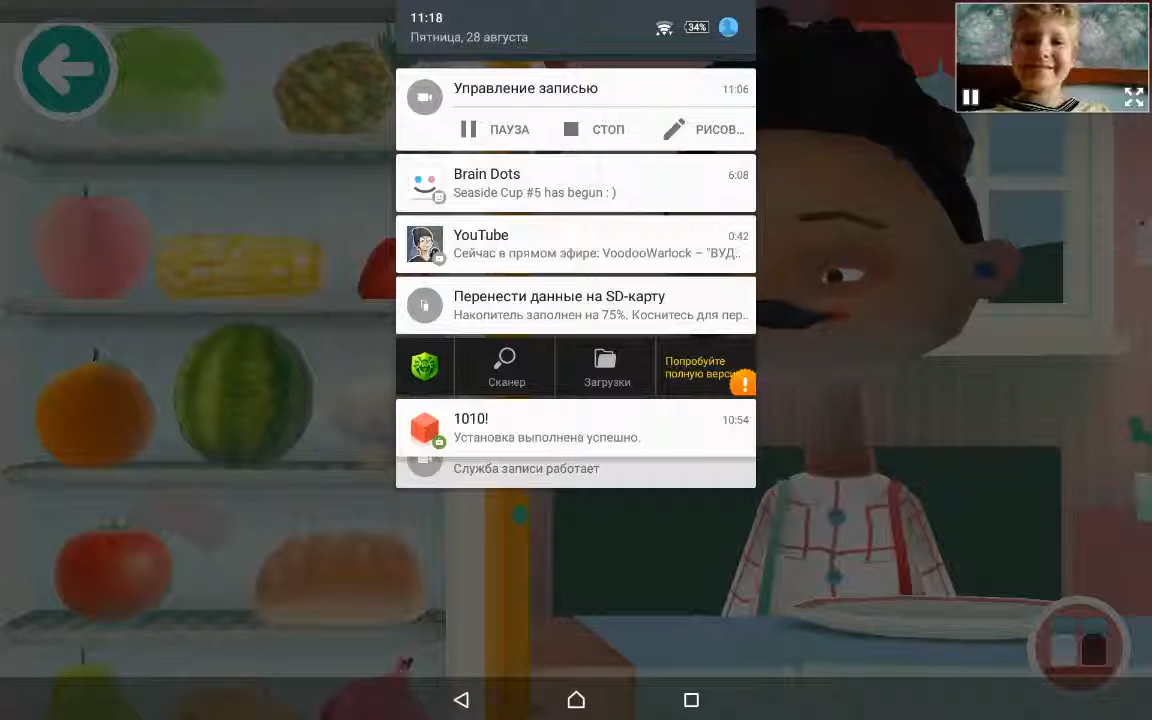 11:18
34%
Пятница, 28 августа
Управление записью 11:06
ПАУЗА СТОП РИСОВ...
Brain Dots 6:08
Seaside Cup #5 has begun : )
YouTube 0:42
Сейчас в прямом эфире: VoodooWarlock – "ВУД..
Перенести данные на SD-карту
Накопитель заполнен на 75%. Коснитесь для пер..
Сканер
Загрузки
Попробуйте
полную верс
1010! 10:54
Установка выполнена успешно.
Служба записи работает